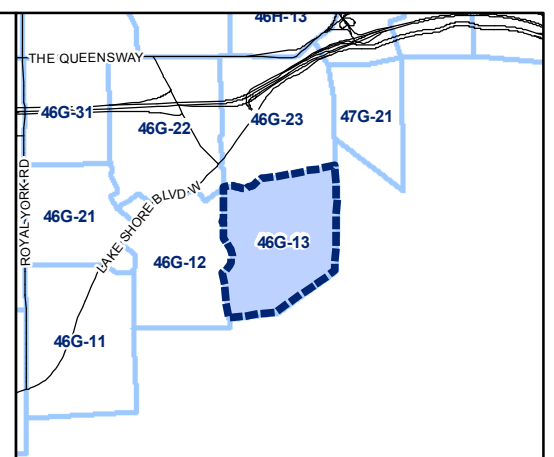 46H-13
THE QUEENSWAY
46G-31
46G-22
46G-23
47G-21
ROYAL YORK RD
46G-21
LAKE SHORE BLVD W
46G-12
46G-13
46G-11